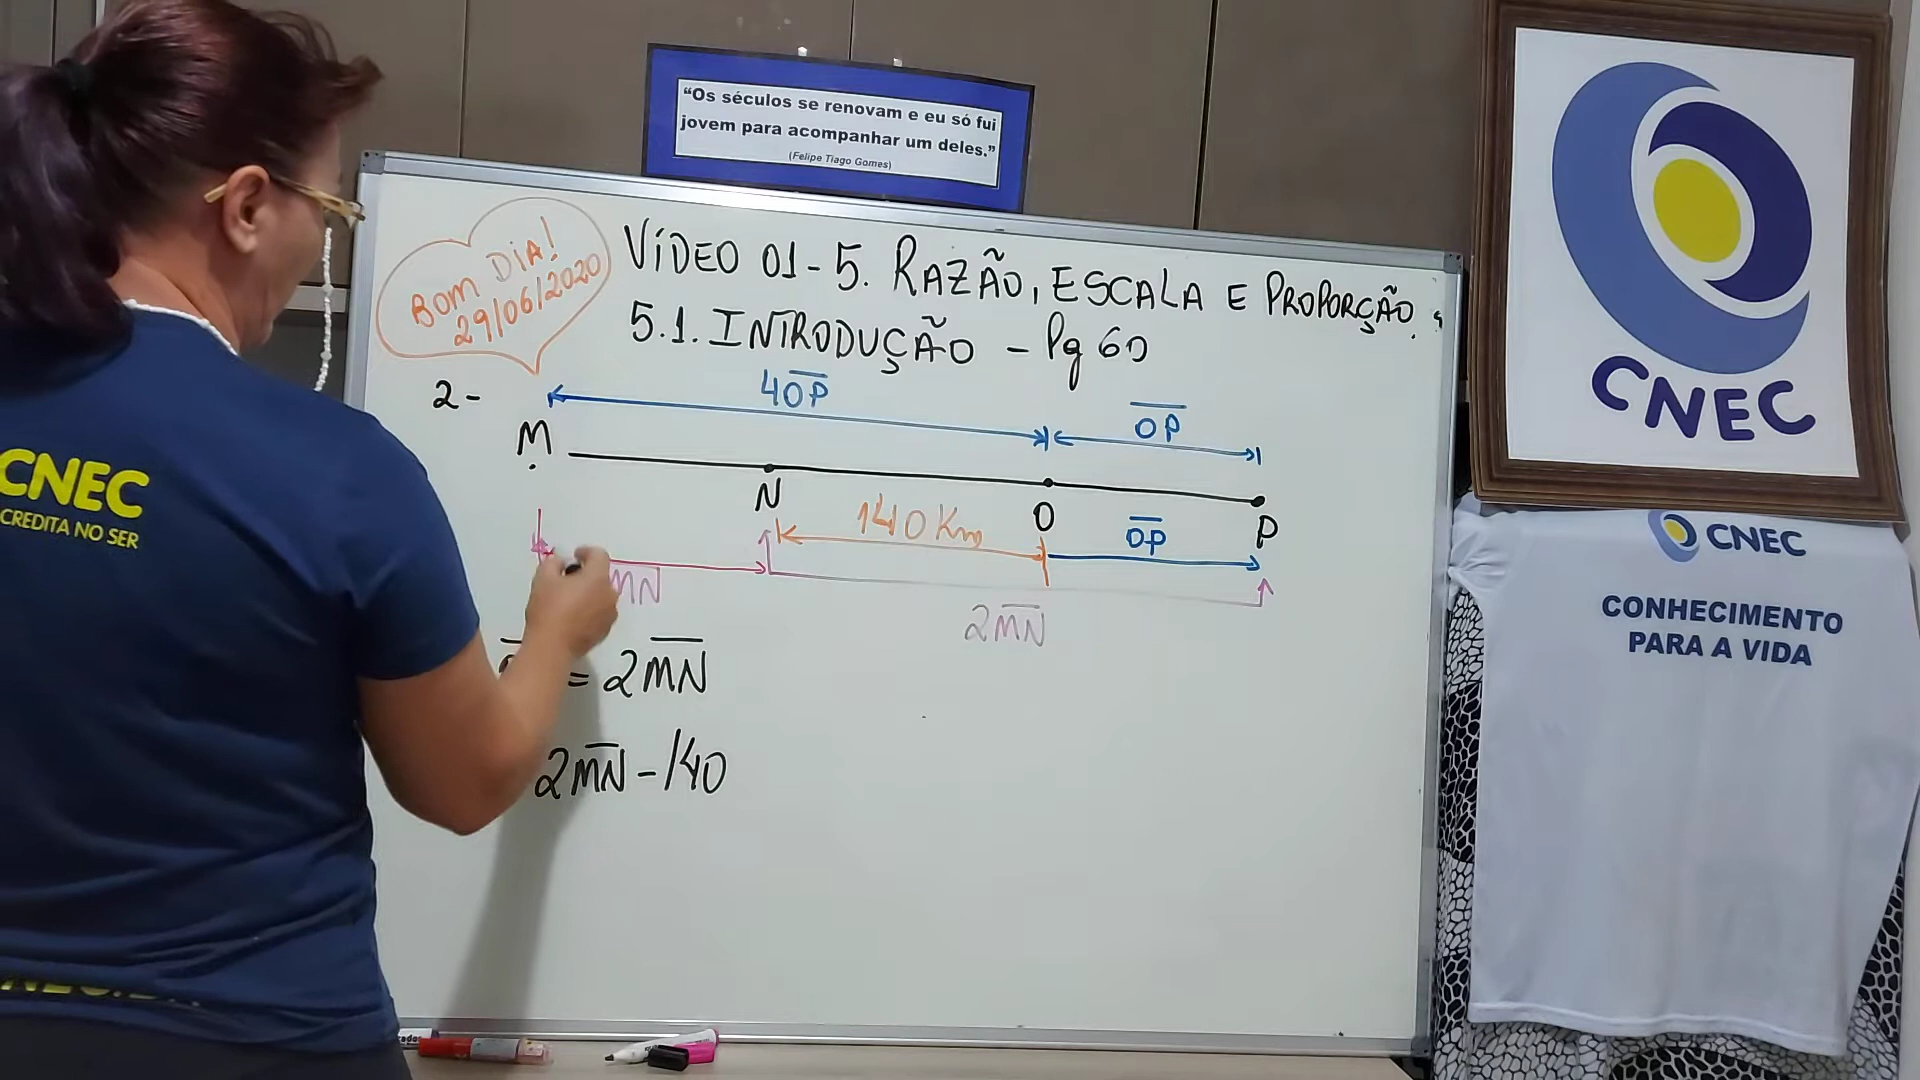 “Os séculos se renovam e eu só fui
jovem para acompanhar um deles.”
(Felipe Tiago Gomes)
CNEC
BOM DIA!
29/06/2020
VÍDEO 01 - 5. RAZÃO, ESCALA E PROPORÇÃO.
5.1. INTRODUÇÃO - Pg 60
2-
4OP
OP
M
N
O
P
140 Km
OP
MN
2MN
= 2MN
2MN - 140
CNEC
CREDITA NO SER
CNEC
CONHECIMENTO
PARA A VIDA